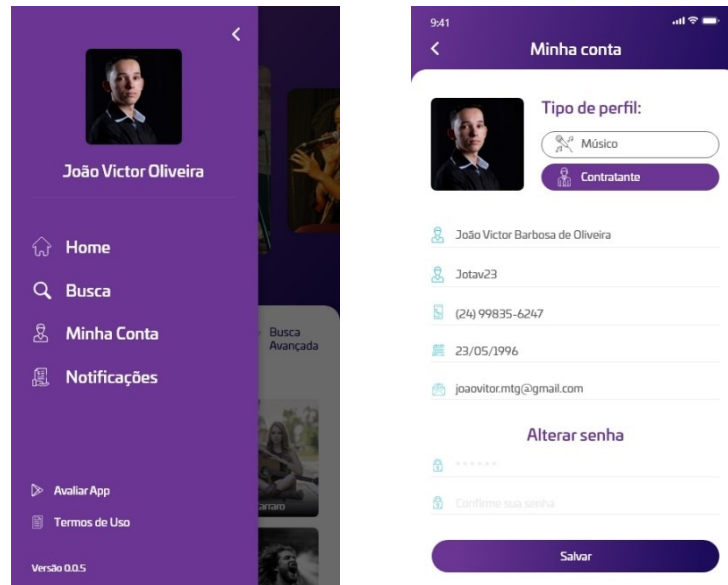 João Victor Oliveira
Home
Busca
Minha Conta
Notificações
Avaliar App
Termos de Uso
Versão 0.0.5
Busca
Avançada
arraro
9:41
Minha conta
Tipo de perfil:
Músico
Contratante
João Victor Barbosa de Oliveira
Jotav23
(24) 99835-6247
23/05/1996
joaovitor.mtg@gmail.com
Alterar senha
******
Confirme sua senha
Salvar